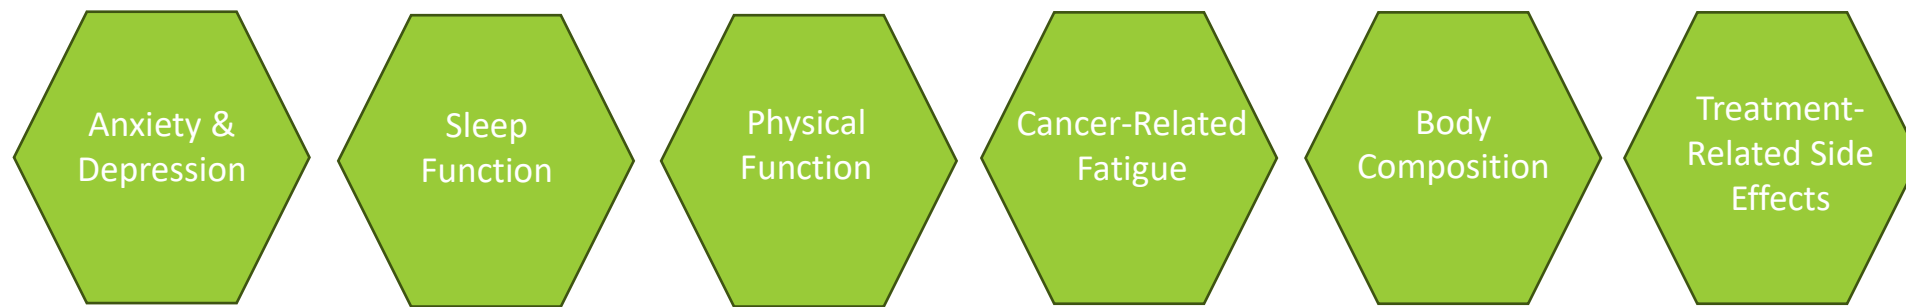 Anxiety &
Depression
Sleep
Function
Physical
Function
Cancer-Related
Fatigue
Body
Composition
Treatment-
Related Side
Effects